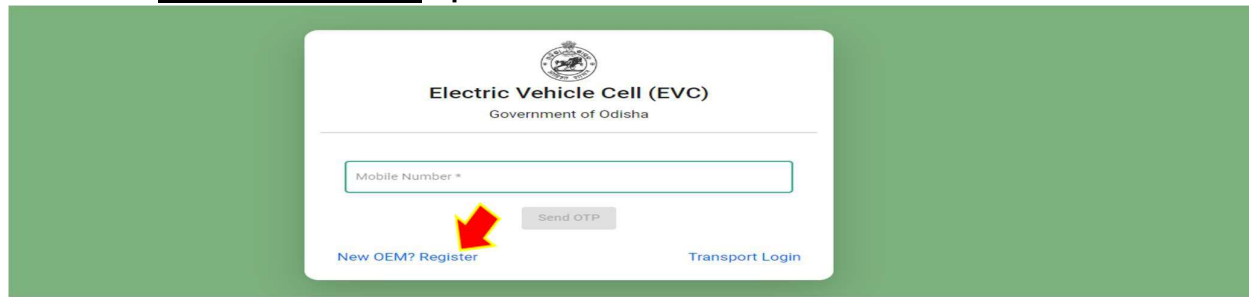 Electric Vehicle Cell (EVC)
Government of Odisha
Mobile Number *
Send OTP
New OEM? Register
Transport Login